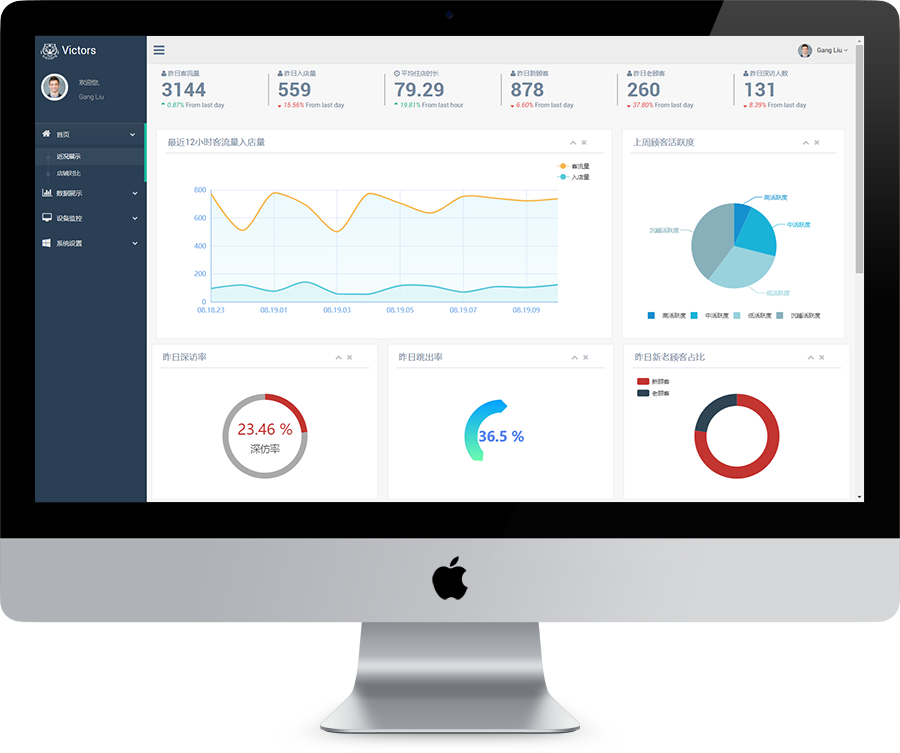 Victors
欢迎您,
Gang Liu
首页
近况展示
店铺对比
数据展示
设备监控
系统设置
Gang Liu
昨日客流量
3144
0.87% From last day
昨日入店量
559
15.56% From last day
平均住店时长
79.29
19.81% From last hour
昨日新顾客
878
6.60% From last day
昨日老顾客
260
37.80% From last day
昨日深访人数
131
8.39% From last day
最近12小时客流量入店量
客流量
入店量
800
600
400
200
0
08.18.23
08.19.01
08.19.03
08.19.05
08.19.07
08.19.09
上周顾客活跃度
高活跃度
中活跃度
沉睡活跃度
低活跃度
高活跃度 中活跃度 低活跃度 沉睡活跃度
昨日深访率
23.46 %
深仿率
昨日跳出率
36.5 %
昨日新老顾客占比
新顾客
老顾客